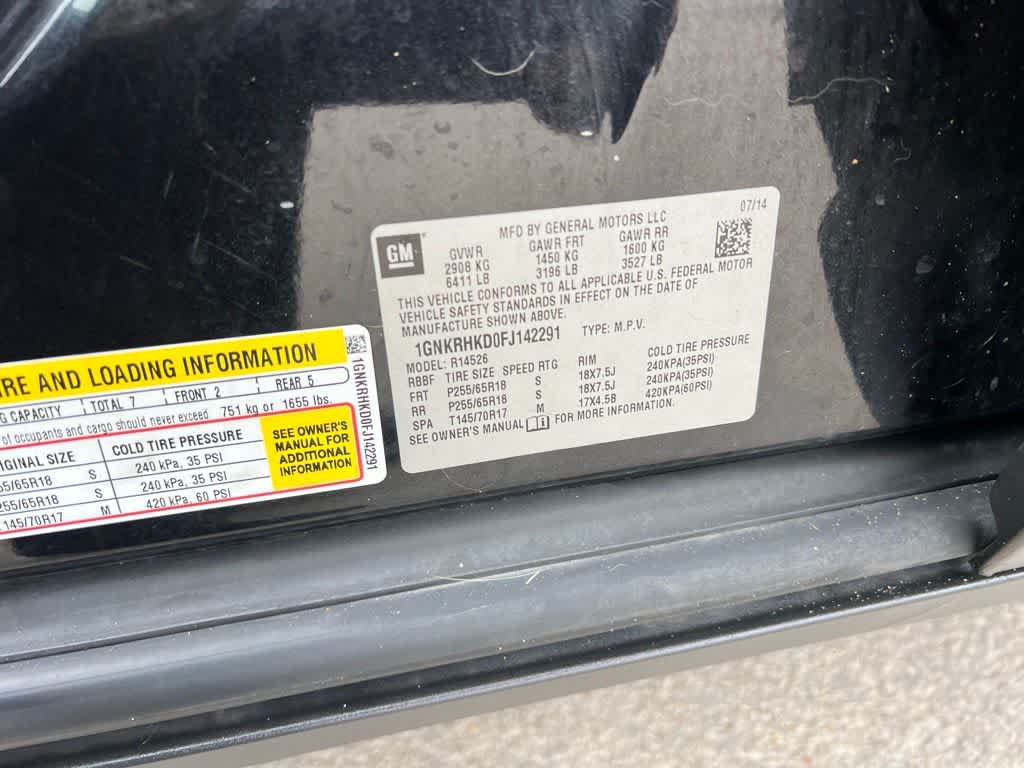 07/14
GM
MFD BY GENERAL MOTORS LLC
GVWR GAWR FRT GAWR RR
2908 KG 1450 KG 1600 KG
6411 LB 3196 LB 3527 LB
THIS VEHICLE CONFORMS TO ALL APPLICABLE U.S. FEDERAL MOTOR
VEHICLE SAFETY STANDARDS IN EFFECT ON THE DATE OF
MANUFACTURE SHOWN ABOVE.
1GNKRHKD0FJ142291 TYPE: M.P.V.
MODEL: R14526
RBBF TIRE SIZE SPEED RTG RIM COLD TIRE PRESSURE
FRT P255/65R18 S 18X7.5J 240KPA(35PSI)
RR P255/65R18 S 18X7.5J 240KPA(35PSI)
SPA T145/70R17 M 17X4.5B 420KPA(60PSI)
SEE OWNER'S MANUAL FOR MORE INFORMATION.
IRE AND LOADING INFORMATION
G CAPACITY TOTAL 7 FRONT 2 REAR 5
of occupants and cargo should never exceed 751 kg or 1655 lbs.
IGINAL SIZE COLD TIRE PRESSURE
255/65R18 S 240 kPa, 35 PSI
255/65R18 S 240 kPa, 35 PSI
145/70R17 M 420 kPa, 60 PSI
SEE OWNER'S
MANUAL FOR
ADDITIONAL
INFORMATION
1GNKRHKD0FJ142291